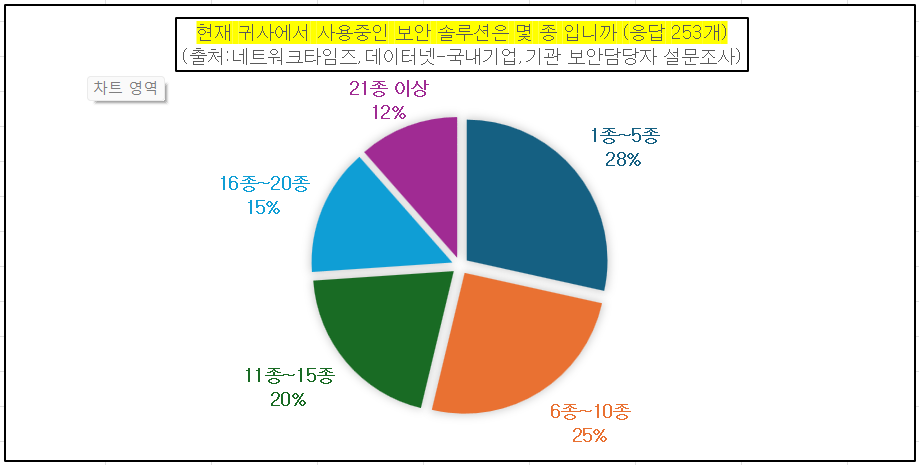 현재 귀사에서 사용중인 보안 솔루션은 몇 종 입니까 (응답 253개)
(출처:네트워크타임즈,데이터넷-국내기업,기관 보안담당자 설문조사)
차트 영역
21종 이상
12%
1종~5종
28%
16종~20종
15%
11종~15종
20%
6종~10종
25%